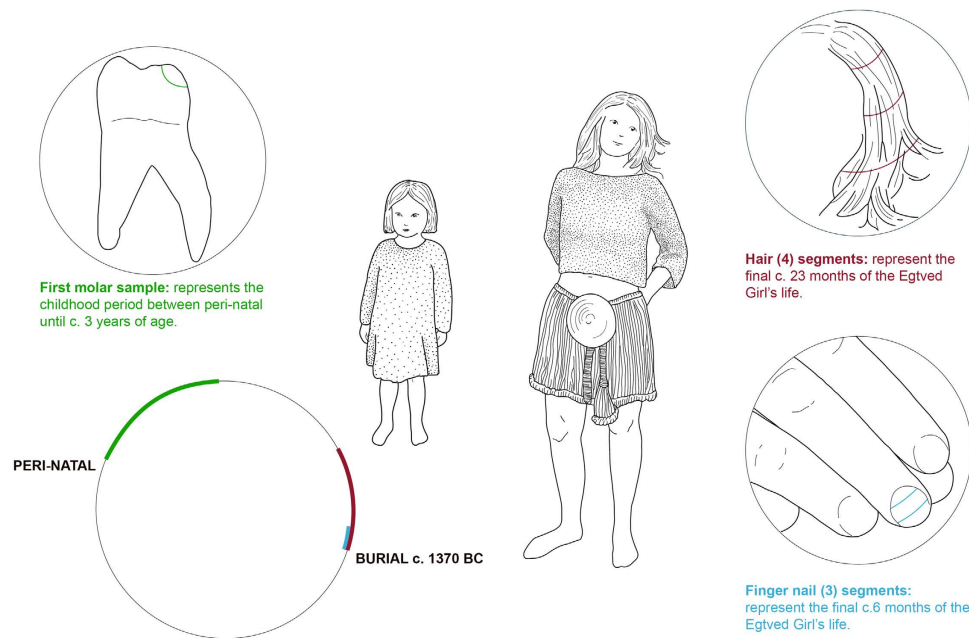 First molar sample: represents the
childhood period between peri-natal
until c. 3 years of age.
PERI-NATAL
BURIAL c. 1370 BC
Hair (4) segments: represent the
final c. 23 months of the Egtved
Girl's life.
Finger nail (3) segments:
represent the final c.6 months of the
Egtved Girl's life.